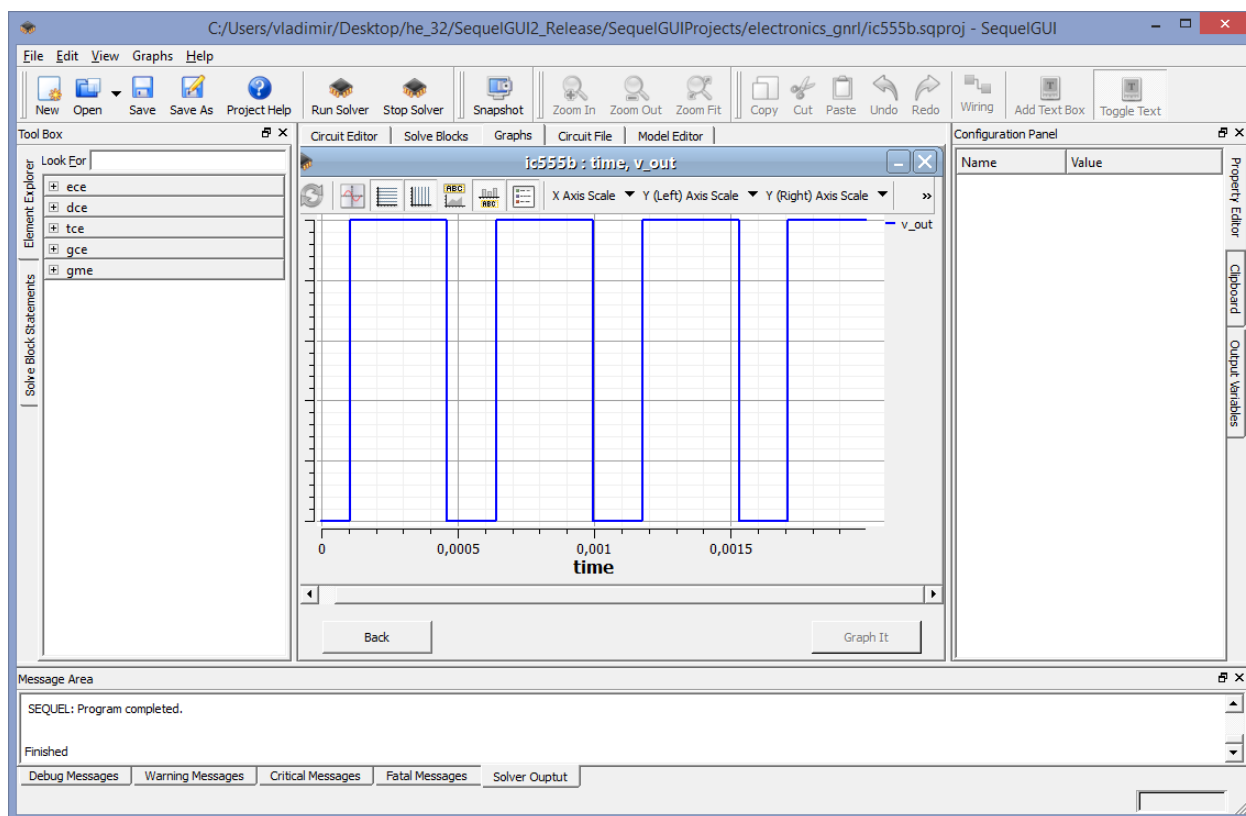 C:/Users/vladimir/Desktop/he_32/SequelGUI2_Release/SequelGUIProjects/electronics_gnrl/ic555b.sqproj - SequelGUI
File Edit View Graphs Help
New Open Save Save As Project Help Run Solver Stop Solver Snapshot Zoom In Zoom Out Zoom Fit Copy Cut Paste Undo Redo Wiring Add Text Box Toggle Text
Tool Box
Look For
Element Explorer
Solve Block Statements
ece
dce
tce
gce
gme
Circuit Editor Solve Blocks Graphs Circuit File Model Editor
ic555b : time, v_out
ABC ABC X Axis Scale Y (Left) Axis Scale Y (Right) Axis Scale »
v_out
0 0,0005 0,001 0,0015
time
Back Graph It
Configuration Panel
Name Value
Property Editor
Clipboard
Output Variables
Message Area
SEQUEL: Program completed.
Finished
Debug Messages Warning Messages Critical Messages Fatal Messages Solver Ouptut